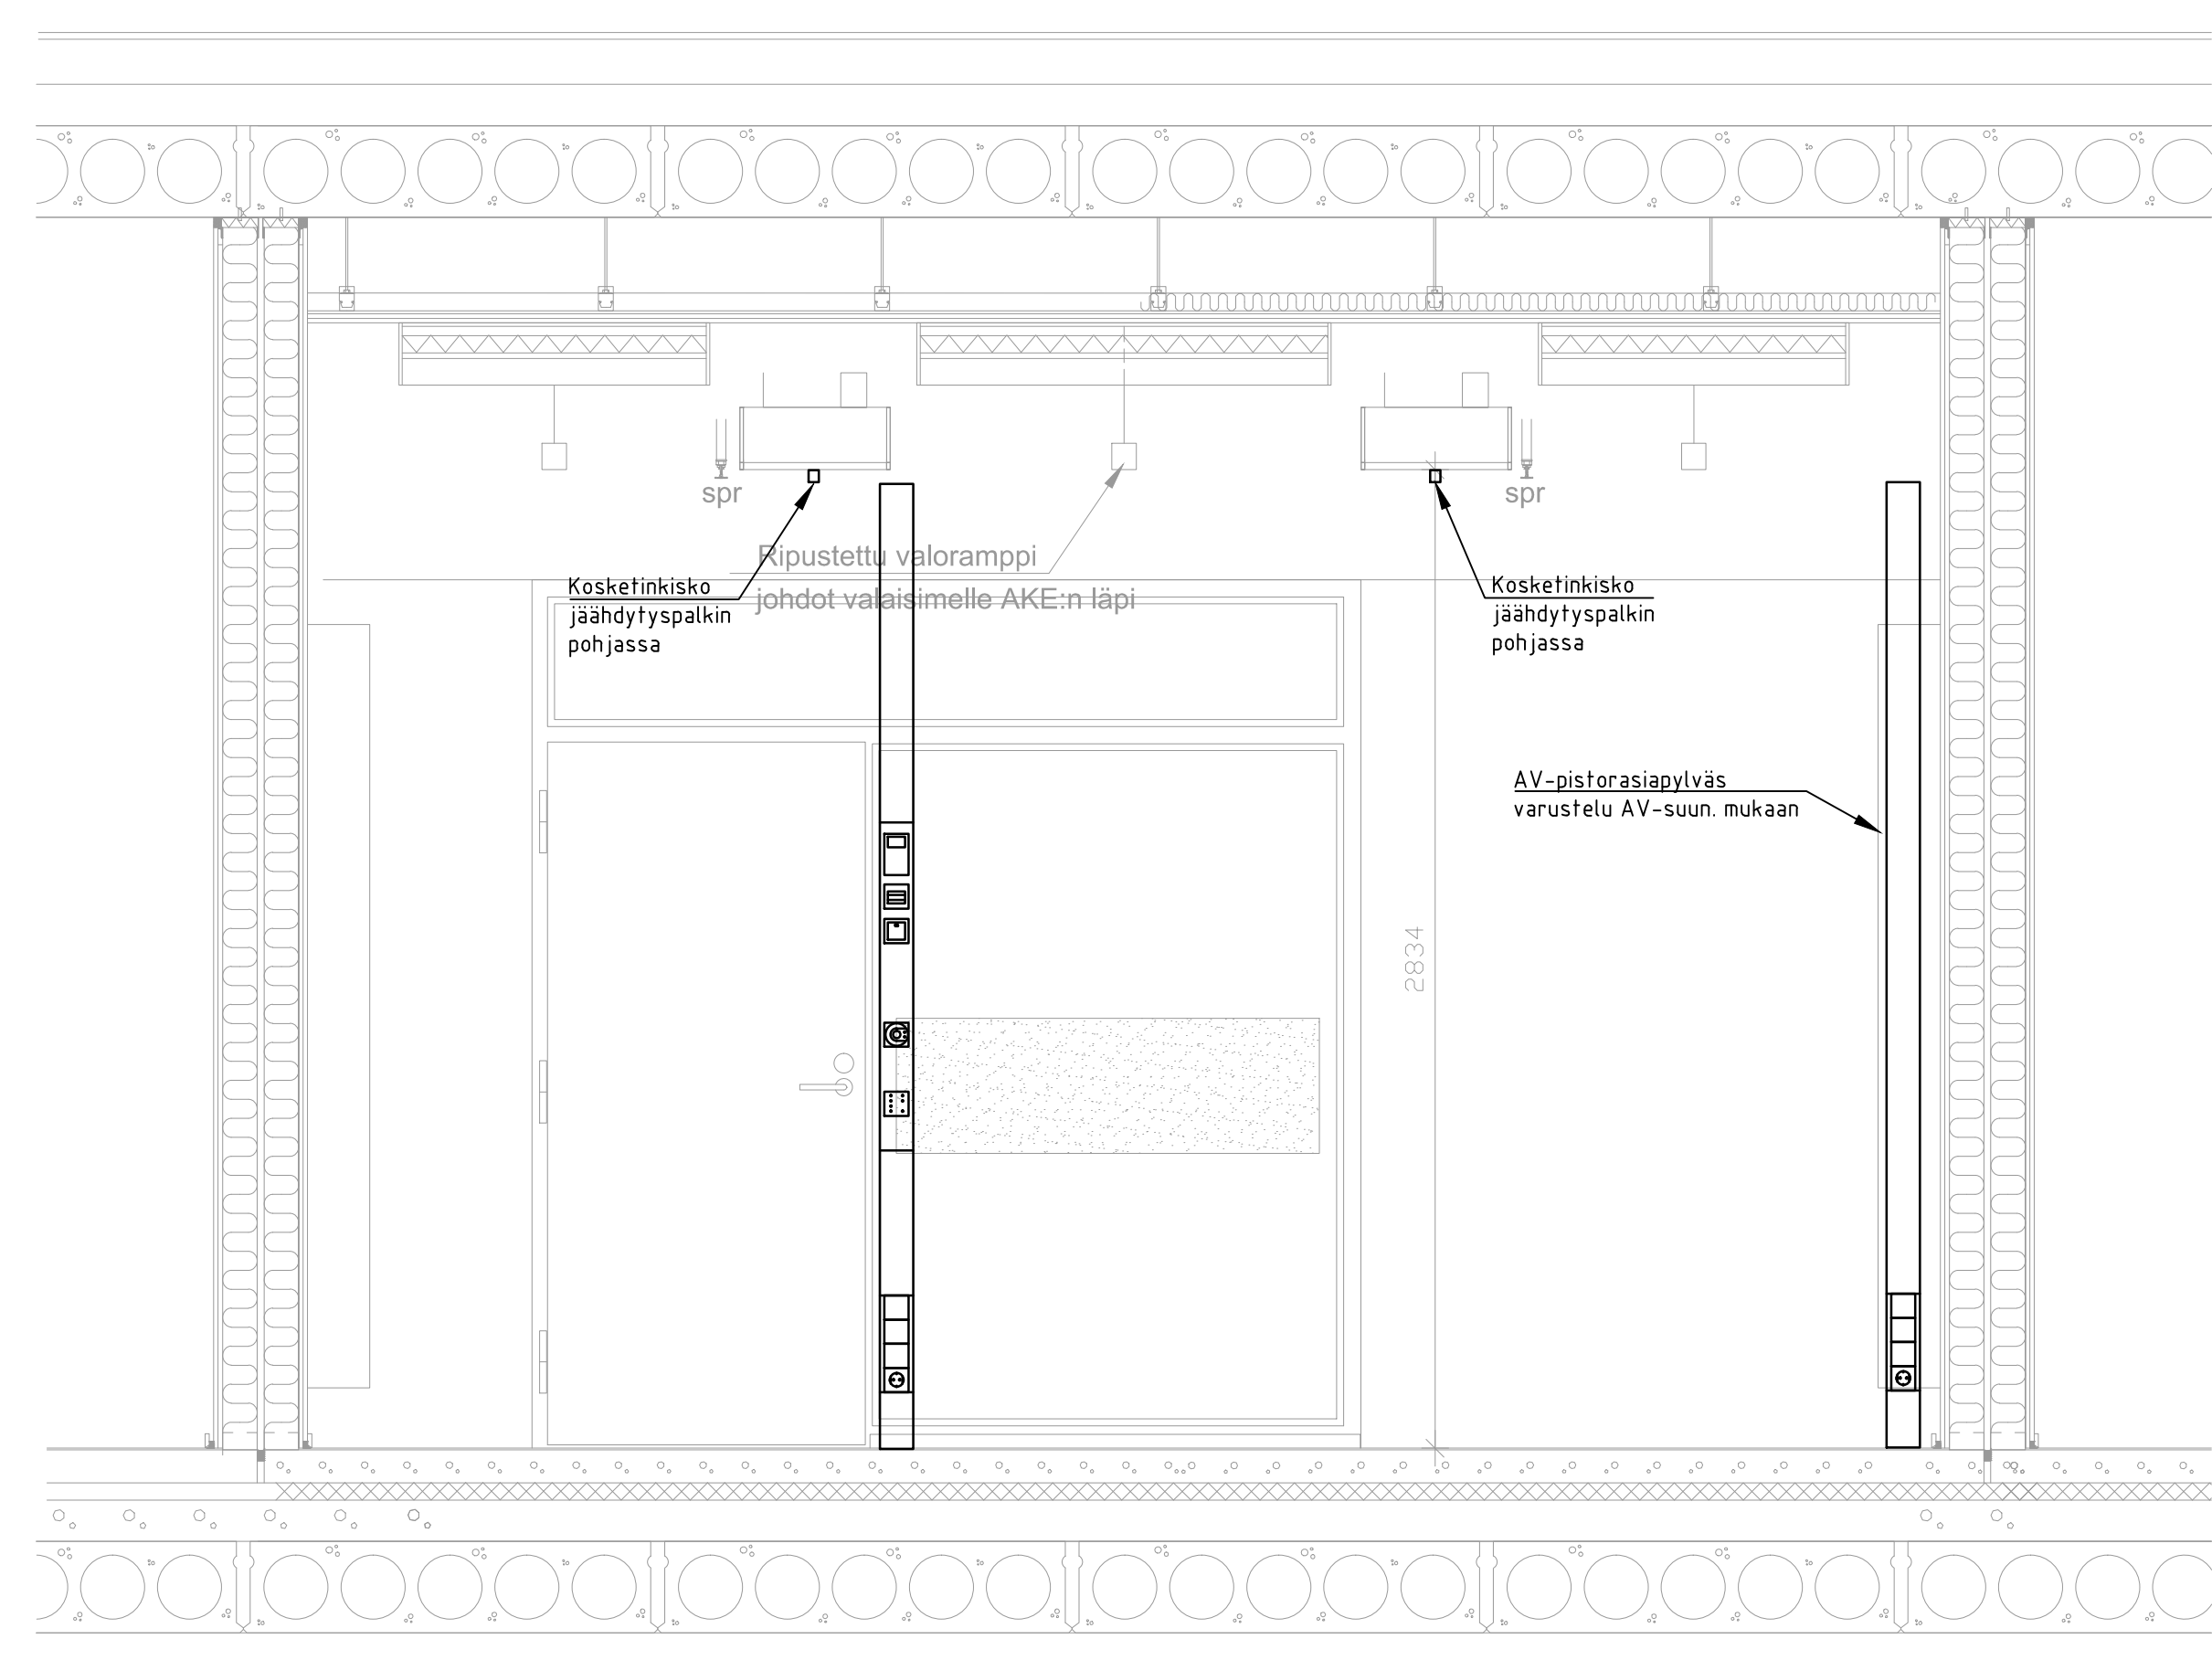 spr
spr
Ripustettu valoramppi
johdot valaisimelle AKE:n läpi
Kosketinkisko
jäähdytyspalkin
pohjassa
Kosketinkisko
jäähdytyspalkin
pohjassa
AV-pistorasiapylväs
varustelu AV-suun. mukaan
2834